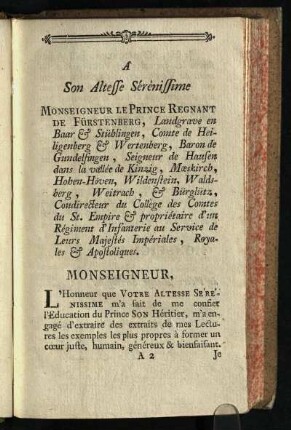 A
Son Altesse Sérénissime
MONSEIGNEUR LE PRINCE REGNANT
DE FÜRSTENBERG, Landgrave en
Baar & Stüblingen, Comte de Hei-
ligenberg & Wertenberg, Baron de
Gundelfingen, Seigneur de Hausen
dans la vallée de Kinzig, Mœskirch,
Hohen-Höven, Wildenstein, Wald-
sberg, Weitrach, & Bürglitz,
Condirecteur du Collège des Comtes
du St. Empire & propriétaire d'un
Régiment d'Infanterie au Service de
Leurs Majestés Impériales, Roya-
les & Apostoliques.
MONSEIGNEUR,
L'Honneur que VOTRE ALTESSE SÉRÉ-
NISSIME m'a fait de me confier
l'Education du Prince SON Héritier, m'a en-
gagé d'extraire des extraits de mes Lectu-
res les exemples les plus propres à former un
cœur juste, humain, généreux & bienfaisant.
A 2 Je